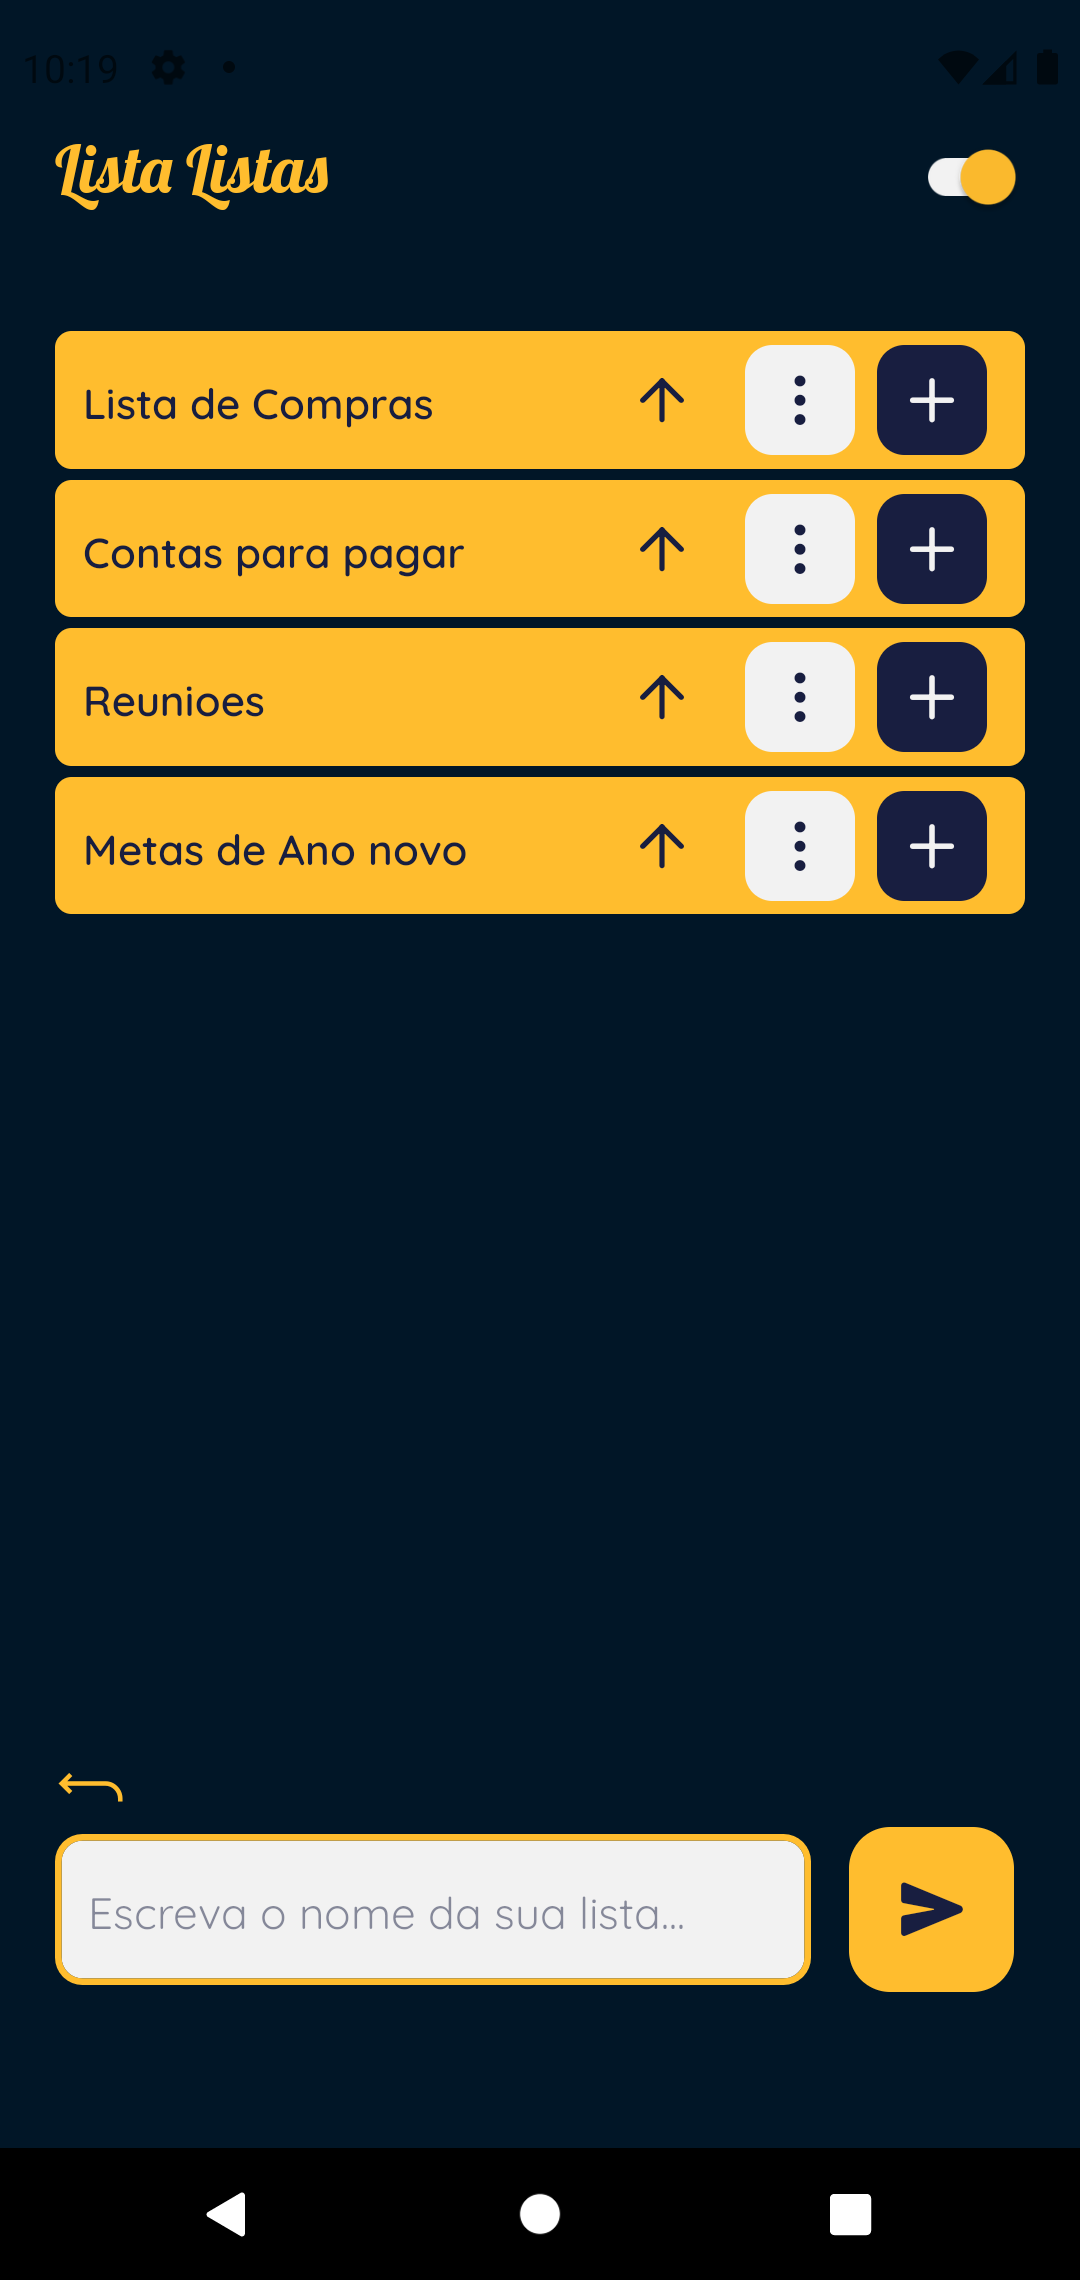 10:19
Lista Listas
Lista de Compras
Contas para pagar
Reunioes
Metas de Ano novo
Escreva o nome da sua lista...